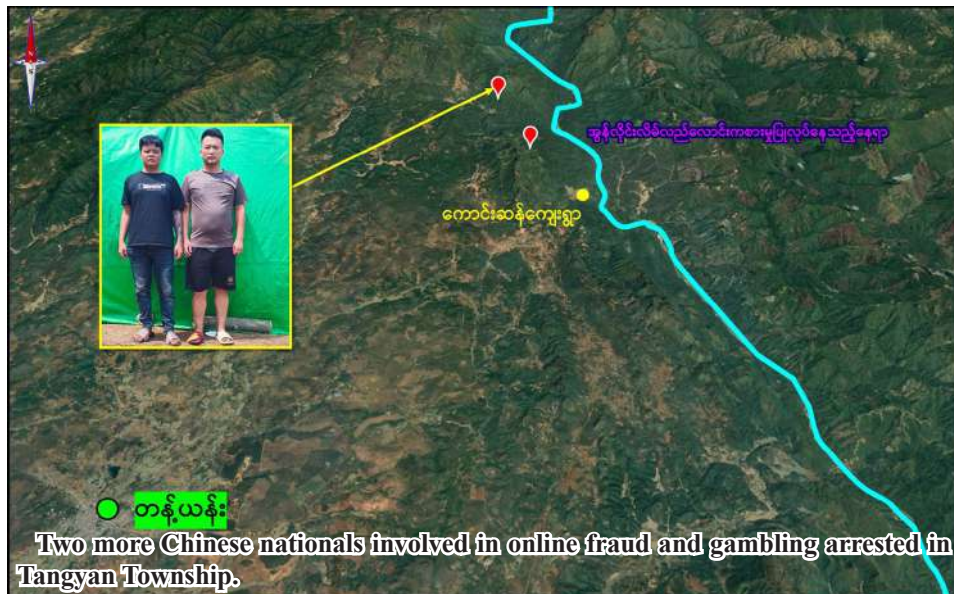 အွန်လိုင်းလိမ်လည်လောင်းကစားမှုပြုလုပ်နေသည့်နေရာ
ကောင်းဆန်ကျေးရွာ
တန့်ယန်း
Two more Chinese nationals involved in online fraud and gambling arrested in
Tangyan Township.